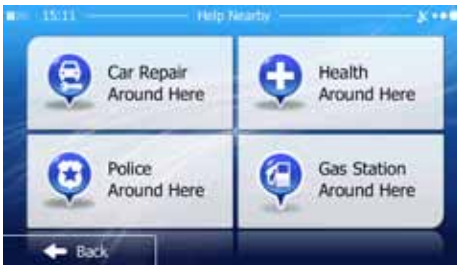 15:11
Help Nearby
Car Repair
Around Here
Health
Around Here
Police
Around Here
Gas Station
Around Here
Back